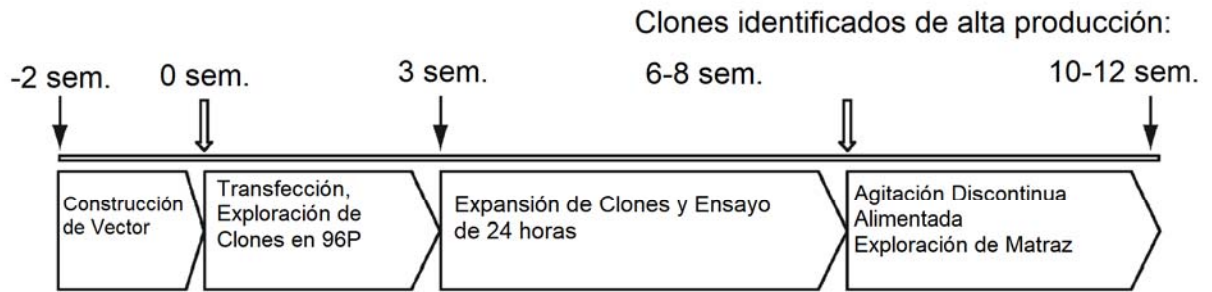 Clones identificados de alta producción:
-2 sem. 0 sem. 3 sem. 6-8 sem. 10-12 sem.
Construcción
de Vector
Transfección,
Exploración de
Clones en 96P
Expansión de Clones y Ensayo
de 24 horas
Agitación Discontinua
Alimentada
Exploración de Matraz